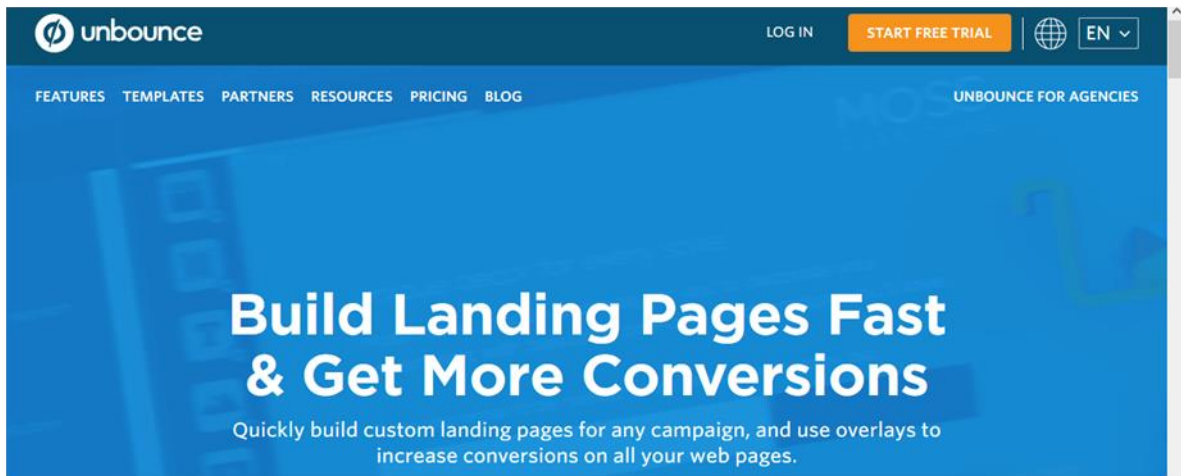 unbounce
LOG IN
START FREE TRIAL
EN
FEATURES TEMPLATES PARTNERS RESOURCES PRICING BLOG
UNBOUNCE FOR AGENCIES
MOSS
Build Landing Pages Fast
& Get More Conversions
Quickly build custom landing pages for any campaign, and use overlays to
increase conversions on all your web pages.